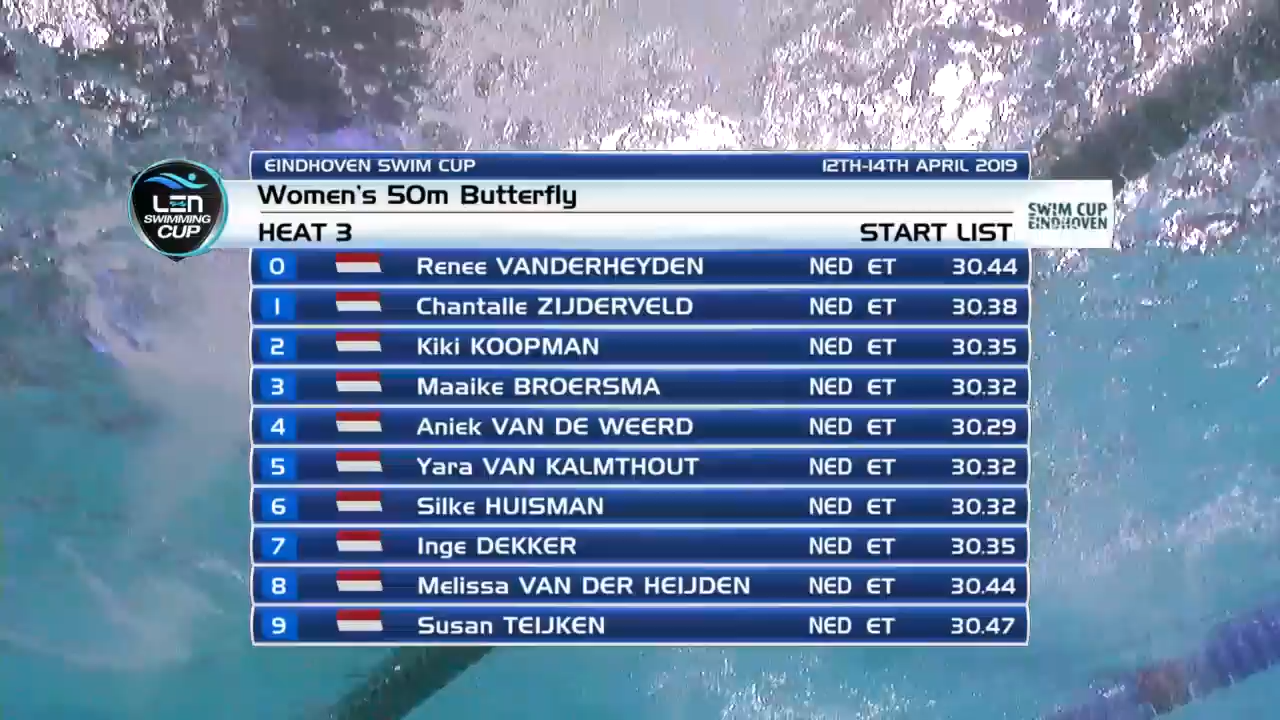 EINDHOVEN SWIM CUP 12TH-14TH APRIL 2019
LEN
SWIMMING
CUP
Women's 50m Butterfly
SWIM CUP
EINDHOVEN
HEAT 3 START LIST
0 Renee VANDERHEYDEN NED ET 30.44
1 Chantalle ZIJDERVELD NED ET 30.38
2 Kiki KOOPMAN NED ET 30.35
3 Maaike BROERSMA NED ET 30.32
4 Aniek VAN DE WEERD NED ET 30.29
5 Yara VAN KALMTHOUT NED ET 30.32
6 Silke HUISMAN NED ET 30.32
7 Inge DEKKER NED ET 30.35
8 Melissa VAN DER HEIJDEN NED ET 30.44
9 Susan TEIJKEN NED ET 30.47